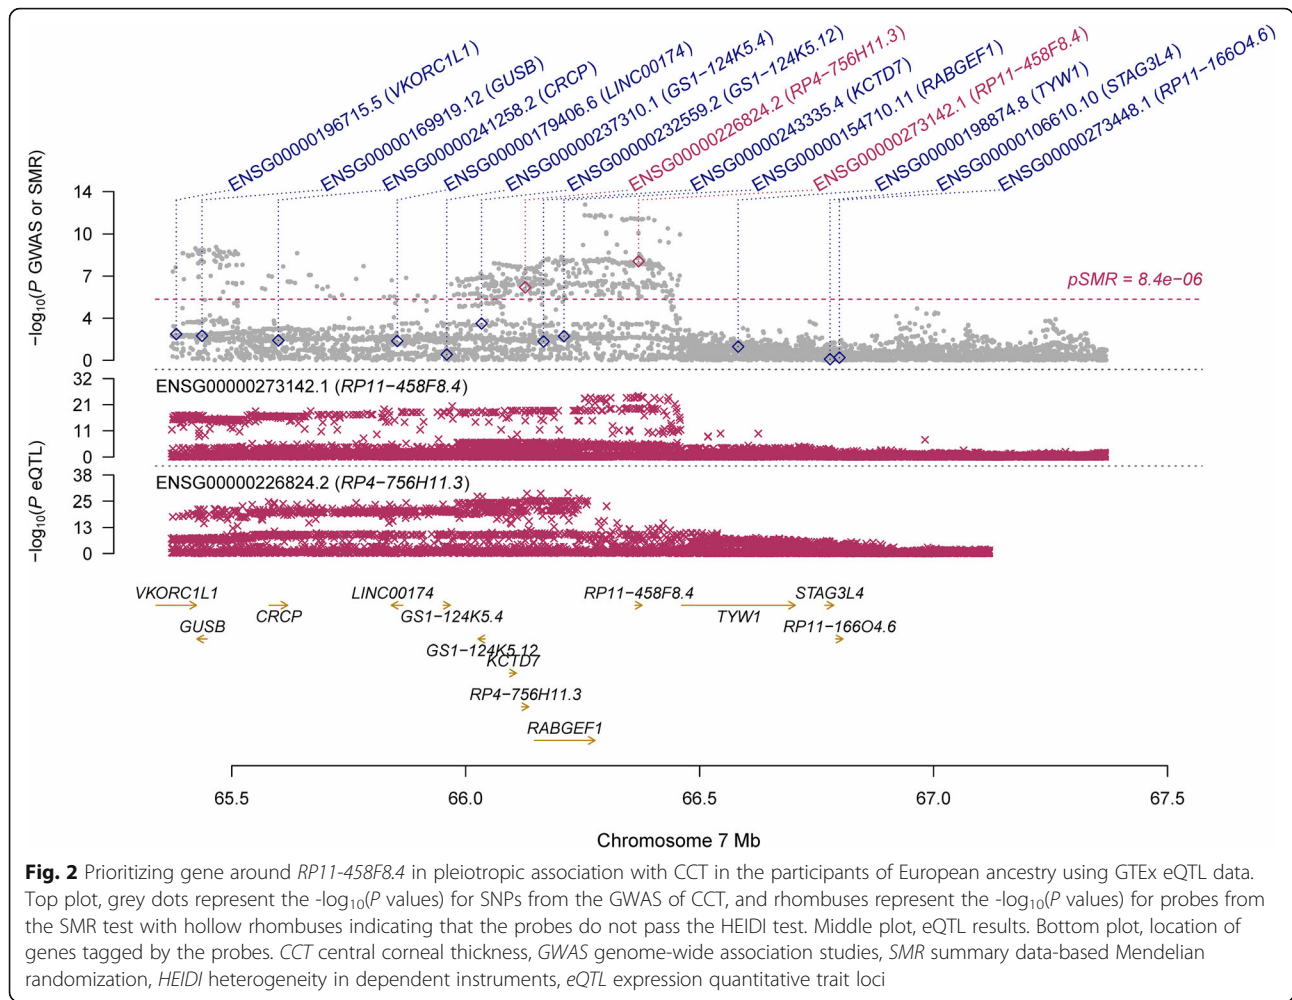 ENSG00000196715.5 (VKORC1L1)
ENSG00000169919.12 (GUSB)
ENSG00000241258.2 (CRCP)
ENSG00000179406.6 (LINC00174)
ENSG00000237310.1 (GS1−124K5.4)
ENSG00000232559.2 (GS1−124K5.12)
ENSG00000226824.2 (RP4−756H11.3)
ENSG00000243335.4 (KCTD7)
ENSG00000154710.11 (RABGEF1)
ENSG00000273142.1 (RP11−458F8.4)
ENSG00000198874.8 (TYW1)
ENSG00000106610.10 (STAG3L4)
ENSG00000273448.1 (RP11−166O4.6)
−log10(P GWAS or SMR)
14
10
7
4
0
pSMR = 8.4e−06
−log10(P eQTL)
ENSG00000273142.1 (RP11−458F8.4)
32
21
11
0
ENSG00000226824.2 (RP4−756H11.3)
38
25
13
0
VKORC1L1
LINC00174
RP11−458F8.4
STAG3L4
CRCP
GS1−124K5.4
TYW1
GUSB
RP11−166O4.6
GS1−124K5.12
KCTD7
RP4−756H11.3
RABGEF1
65.5 66.0 66.5 67.0 67.5
Chromosome 7 Mb
Fig. 2 Prioritizing gene around RP11-458F8.4 in pleiotropic association with CCT in the participants of European ancestry using GTEx eQTL data.
Top plot, grey dots represent the -log10(P values) for SNPs from the GWAS of CCT, and rhombuses represent the -log10(P values) for probes from
the SMR test with hollow rhombuses indicating that the probes do not pass the HEIDI test. Middle plot, eQTL results. Bottom plot, location of
genes tagged by the probes. CCT central corneal thickness, GWAS genome-wide association studies, SMR summary data-based Mendelian
randomization, HEIDI heterogeneity in dependent instruments, eQTL expression quantitative trait loci